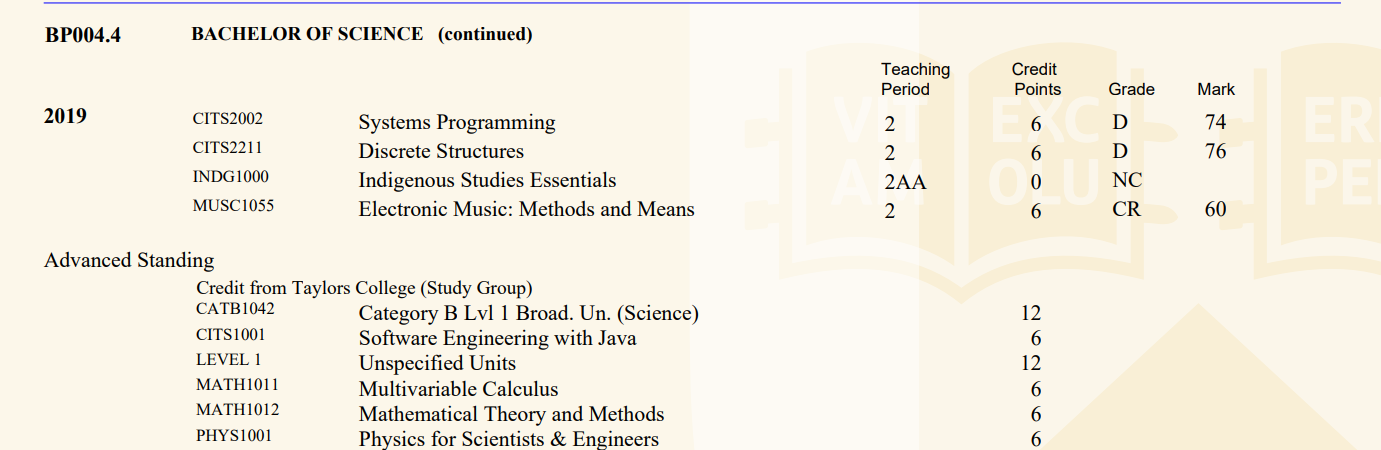 BP004.4 BACHELOR OF SCIENCE (continued)
Teaching Period Credit Points Grade Mark
2019 CITS2002 Systems Programming 2 6 D 74
CITS2211 Discrete Structures 2 6 D 76
INDG1000 Indigenous Studies Essentials 2AA 0 NC
MUSC1055 Electronic Music: Methods and Means 2 6 CR 60
Advanced Standing
Credit from Taylors College (Study Group)
CATB1042 Category B Lvl 1 Broad. Un. (Science) 12
CITS1001 Software Engineering with Java 6
LEVEL 1 Unspecified Units 12
MATH1011 Multivariable Calculus 6
MATH1012 Mathematical Theory and Methods 6
PHYS1001 Physics for Scientists & Engineers 6